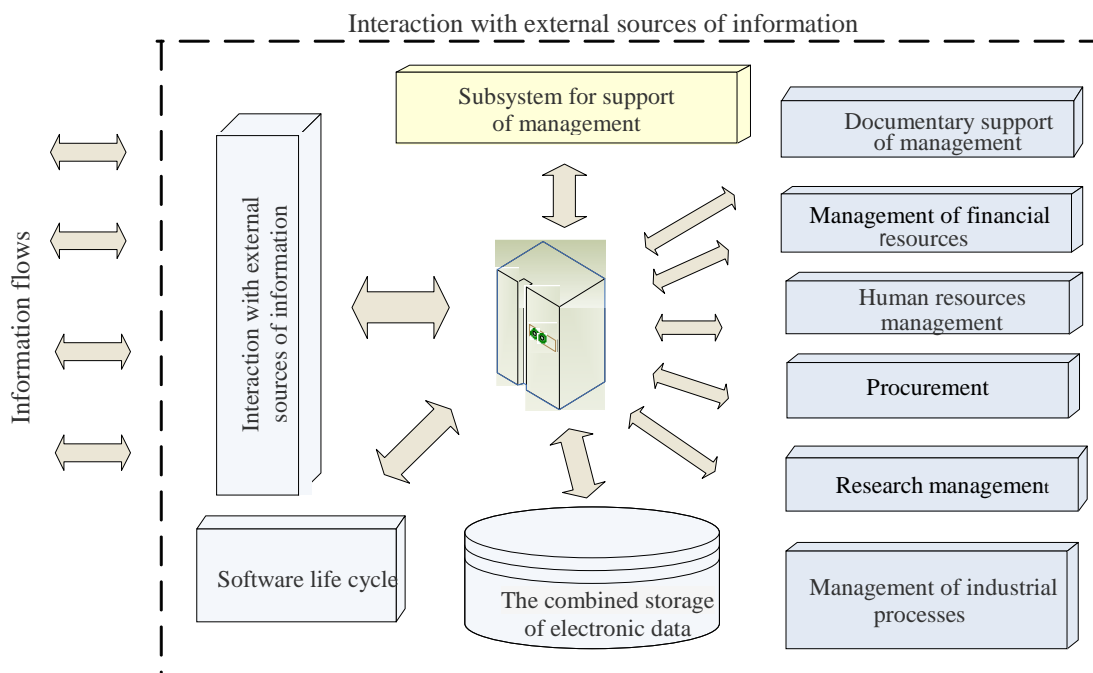 Interaction with external sources of information
Information flows
Interaction with external
sources of information
Subsystem for support
of management
Documentary support
of management
Management of financial
resources
Human resources
management
Procurement
Research management
Management of industrial
processes
Software life cycle
The combined storage
of electronic data